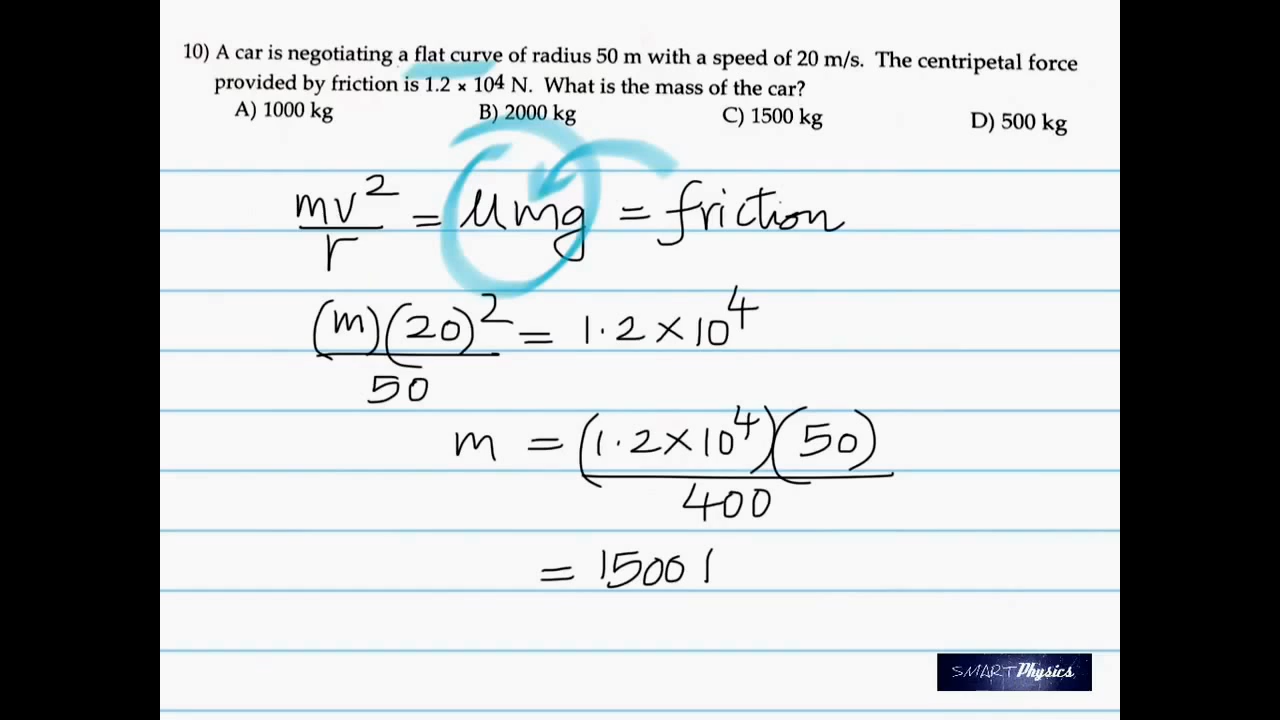 10) A car is negotiating a flat curve of radius 50 m with a speed of 20 m/s. The centripetal force
provided by friction is 1.2 × 10⁴ N. What is the mass of the car?
A) 1000 kg B) 2000 kg C) 1500 kg D) 500 kg
mv²/r = μmg = friction
(m)(20)²/50 = 1.2×10⁴
m = (1.2×10⁴)(50)/400
= 1500
SMART Physics